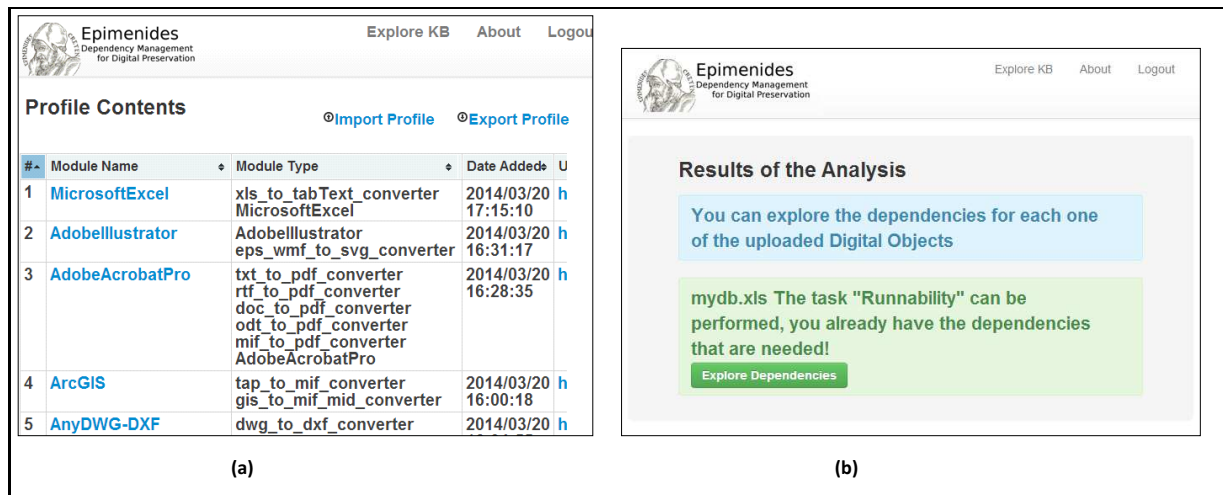 Epimenides
Dependency Management
for Digital Preservation
Explore KB About Logou
Profile Contents
Import Profile Export Profile
# Module Name Module Type Date Added U
1 MicrosoftExcel xls_to_tabText_converter 2014/03/20 h
MicrosoftExcel 17:15:10
2 AdobeIllustrator AdobeIllustrator 2014/03/20 h
eps_wmf_to_svg_converter 16:31:17
3 AdobeAcrobatPro txt_to_pdf_converter 2014/03/20 h
rtf_to_pdf_converter 16:28:35
doc_to_pdf_converter
odt_to_pdf_converter
mif_to_pdf_converter
AdobeAcrobatPro
4 ArcGIS tap_to_mif_converter 2014/03/20 h
gis_to_mif_mid_converter 16:00:18
5 AnyDWG-DXF dwg_to_dxf_converter 2014/03/20 h
(a)
Epimenides
Dependency Management
for Digital Preservation
Explore KB About Logout
Results of the Analysis
You can explore the dependencies for each one
of the uploaded Digital Objects
mydb.xls The task "Runnability" can be
performed, you already have the dependencies
that are needed!
Explore Dependencies
(b)